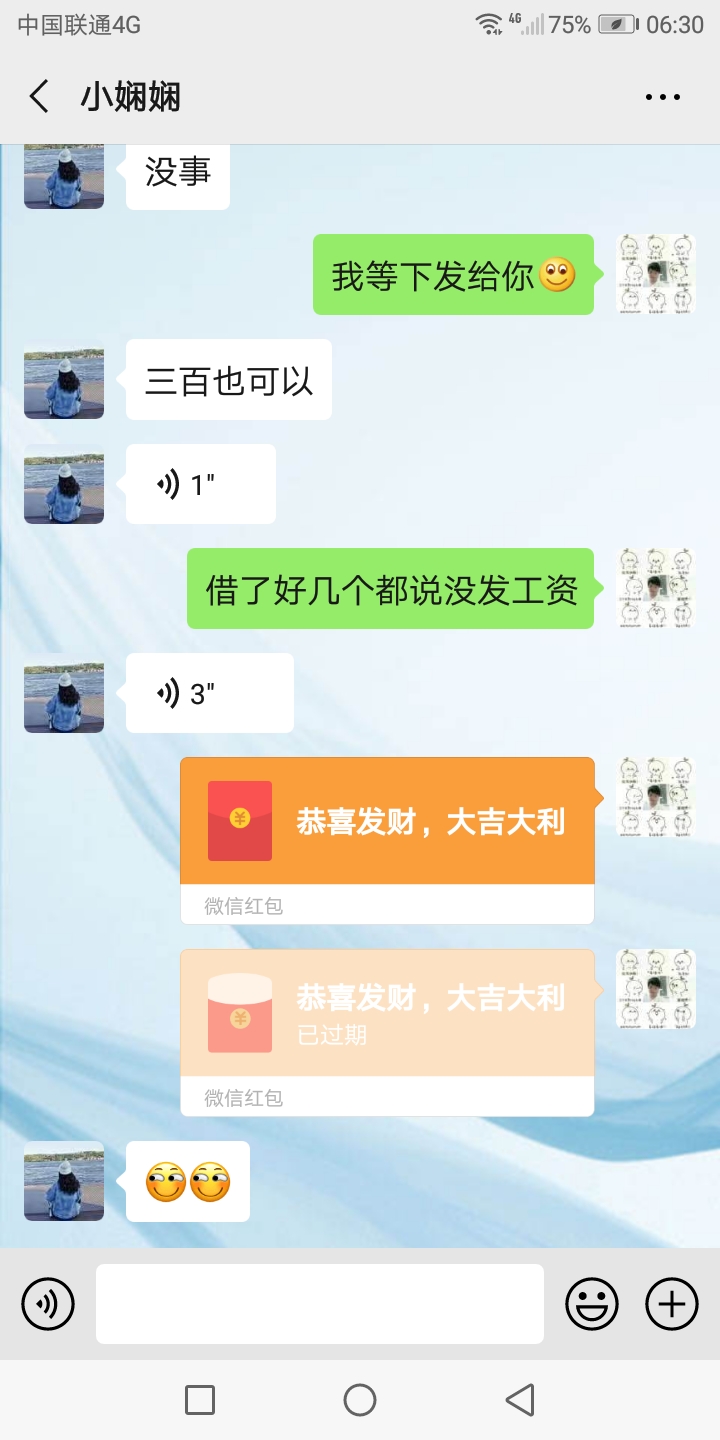 中国联通4G
4G
75%
06:30
小娴娴
没事
我等下发给你
三百也可以
1"
借了好几个都说没发工资
3"
¥
恭喜发财，大吉大利
微信红包
¥
恭喜发财，大吉大利
已过期
微信红包